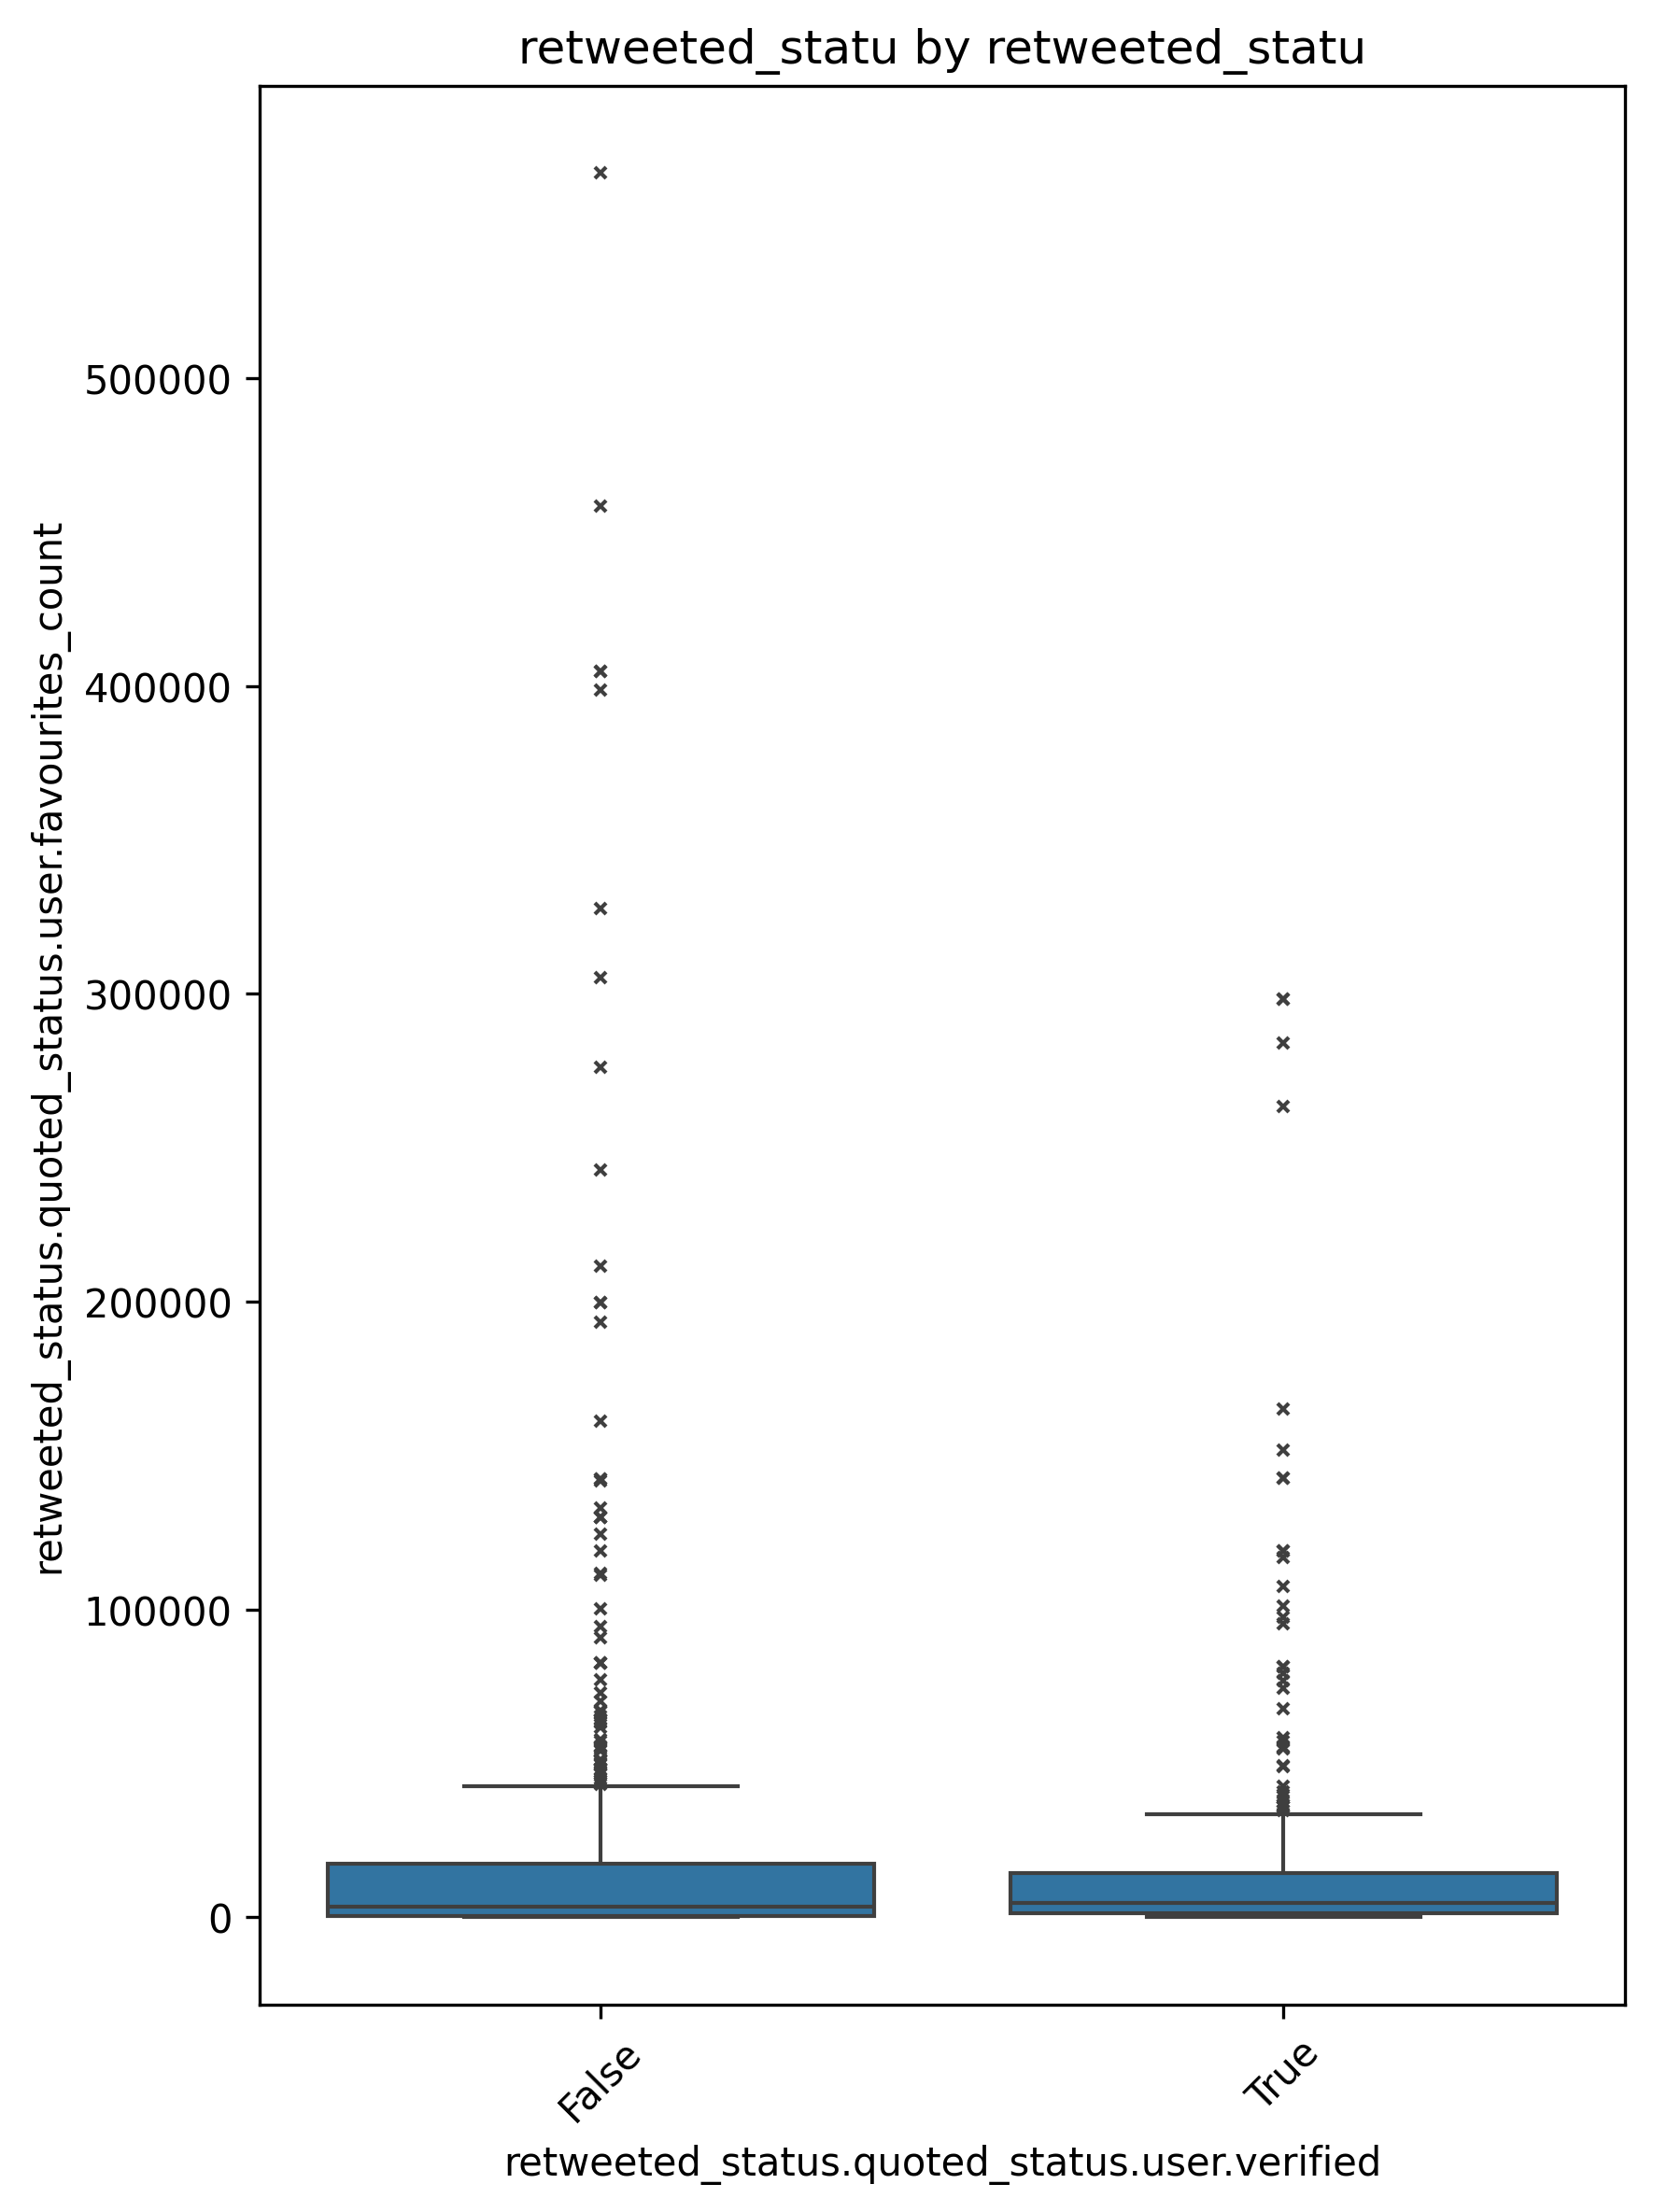 retweeted_statu by retweeted_statu
retweeted_status.quoted_status.user.favourites_count
500000
400000
300000
200000
100000
0
False
True
retweeted_status.quoted_status.user.verified